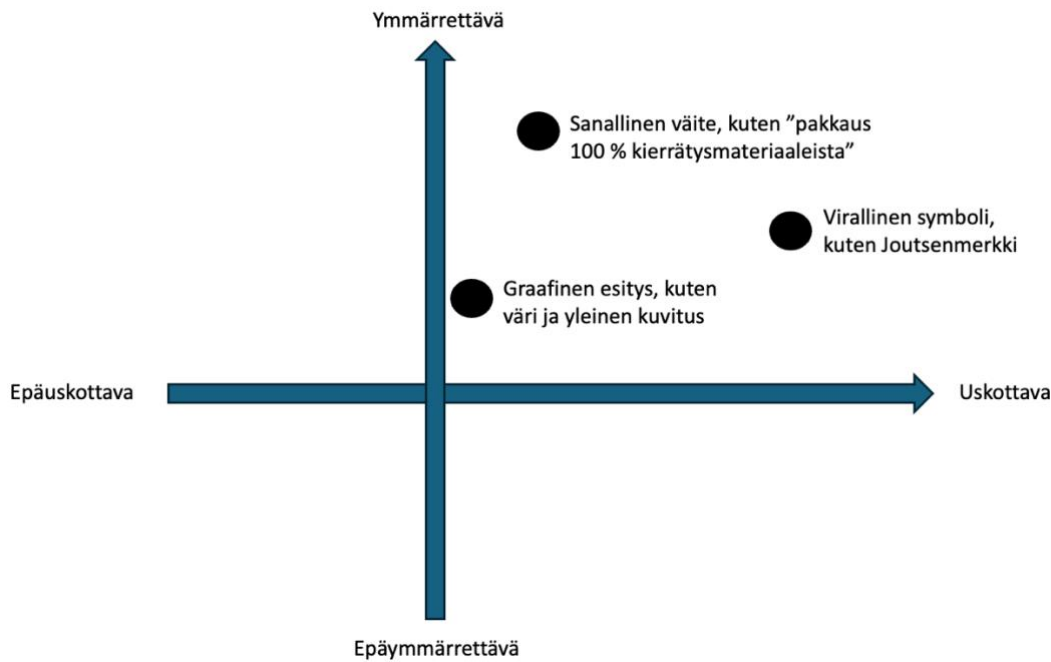 Ymmärrettävä
Sanallinen väite, kuten ”pakkaus
100 % kierrätysmateriaaleista”
Virallinen symboli,
kuten Joutsenmerkki
Graafinen esitys, kuten
väri ja yleinen kuvitus
Epäuskottava
Uskottava
Epäymmärrettävä